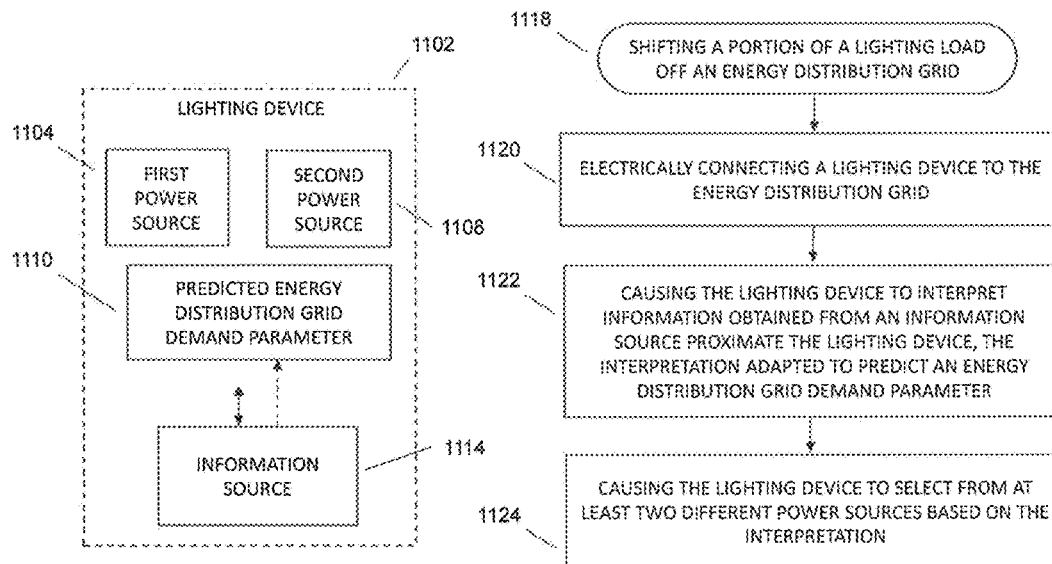 1102
LIGHTING DEVICE
1104
FIRST
POWER
SOURCE
SECOND
POWER
SOURCE
1108
1110
PREDICTED ENERGY
DISTRIBUTION GRID
DEMAND PARAMETER
INFORMATION
SOURCE
1114
1118
SHIFTING A PORTION OF A LIGHTING LOAD
OFF AN ENERGY DISTRIBUTION GRID
1120
ELECTRICALLY CONNECTING A LIGHTING DEVICE TO THE
ENERGY DISTRIBUTION GRID
1122
CAUSING THE LIGHTING DEVICE TO INTERPRET
INFORMATION OBTAINED FROM AN INFORMATION
SOURCE PROXIMATE THE LIGHTING DEVICE, THE
INTERPRETATION ADAPTED TO PREDICT AN ENERGY
DISTRIBUTION GRID DEMAND PARAMETER
1124
CAUSING THE LIGHTING DEVICE TO SELECT FROM AT
LEAST TWO DIFFERENT POWER SOURCES BASED ON THE
INTERPRETATION